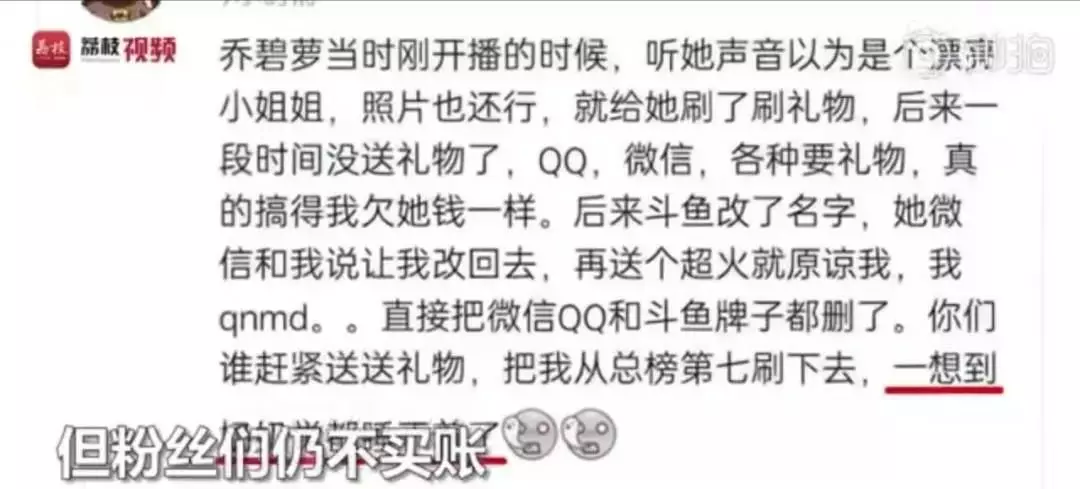 荔枝 荔枝视频
乔碧萝当时刚开播的时候，听她声音以为是个漂亮
小姐姐，照片也还行，就给她刷了刷礼物，后来一
段时间没送礼物了，QQ，微信，各种要礼物，真
的搞得我欠她钱一样。后来斗鱼改了名字，她微
信和我说让我改回去，再送个超火就原谅我，我
qnmd。。直接把微信QQ和斗鱼牌子都删了。你们
谁赶紧送送礼物，把我从总榜第七刷下去，一想到
了
但粉丝们仍不买账